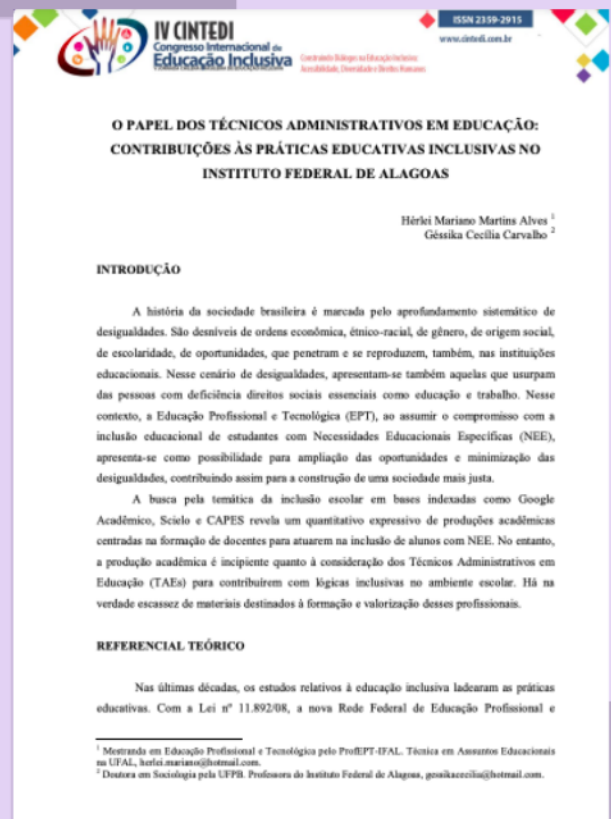 IV CINTEDI
Congresso Internacional de
Educação Inclusiva
Construindo Diálogos na Educação Inclusiva:
Acessibilidade, Diversidade e Direitos Humanos
ISSN 2359-2915
www.cintedi.com.br
O PAPEL DOS TÉCNICOS ADMINISTRATIVOS EM EDUCAÇÃO:
CONTRIBUIÇÕES ÀS PRÁTICAS EDUCATIVAS INCLUSIVAS NO
INSTITUTO FEDERAL DE ALAGOAS
Hérlei Mariano Martins Alves 1
Géssika Cecília Carvalho 2
INTRODUÇÃO
A história da sociedade brasileira é marcada pelo aprofundamento sistemático de
desigualdades. São desníveis de ordens econômica, étnico-racial, de gênero, de origem social,
de escolaridade, de oportunidades, que penetram e se reproduzem, também, nas instituições
educacionais. Nesse cenário de desigualdades, apresentam-se também aquelas que usurpam
das pessoas com deficiência direitos sociais essenciais como educação e trabalho. Nesse
contexto, a Educação Profissional e Tecnológica (EPT), ao assumir o compromisso com a
inclusão educacional de estudantes com Necessidades Educacionais Específicas (NEE),
apresenta-se como possibilidade para ampliação das oportunidades e minimização das
desigualdades, contribuindo assim para a construção de uma sociedade mais justa.
A busca pela temática da inclusão escolar em bases indexadas como Google
Acadêmico, Scielo e CAPES revela um quantitativo expressivo de produções acadêmicas
centradas na formação de docentes para atuarem na inclusão de alunos com NEE. No entanto,
a produção acadêmica é incipiente quanto à consideração dos Técnicos Administrativos em
Educação (TAEs) para contribuírem com lógicas inclusivas no ambiente escolar. Há na
verdade escassez de materiais destinados à formação e valorização desses profissionais.
REFERENCIAL TEÓRICO
Nas últimas décadas, os estudos relativos à educação inclusiva ladearam as práticas
educativas. Com a Lei nº 11.892/08, a nova Rede Federal de Educação Profissional e
1 Mestranda em Educação Profissional e Tecnológica pelo ProfEPT-IFAL. Técnica em Assuntos Educacionais
na UFAL, herlei.mariano@hotmail.com.
2 Doutora em Sociologia pela UFPB. Professora do Instituto Federal de Alagoas, gessikacecilia@hotmail.com.